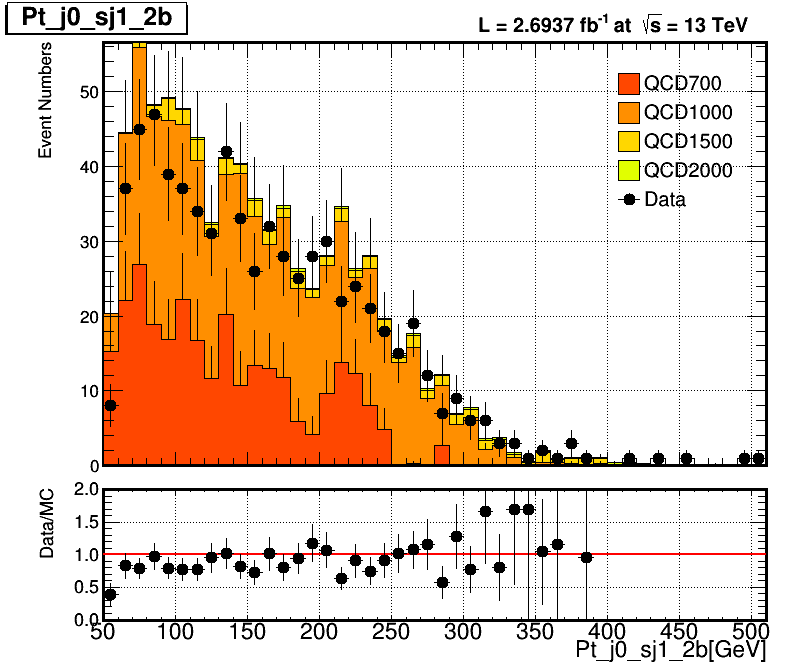 Pt_j0_sj1_2b
L = 2.6937 fb⁻¹ at √s = 13 TeV
Event Numbers
50
40
30
20
10
0
QCD700
QCD1000
QCD1500
QCD2000
Data
Data/MC
2.0
1.5
1.0
0.5
0.0
50 100 150 200 250 300 350 400 450 500
Pt_j0_sj1_2b[GeV]